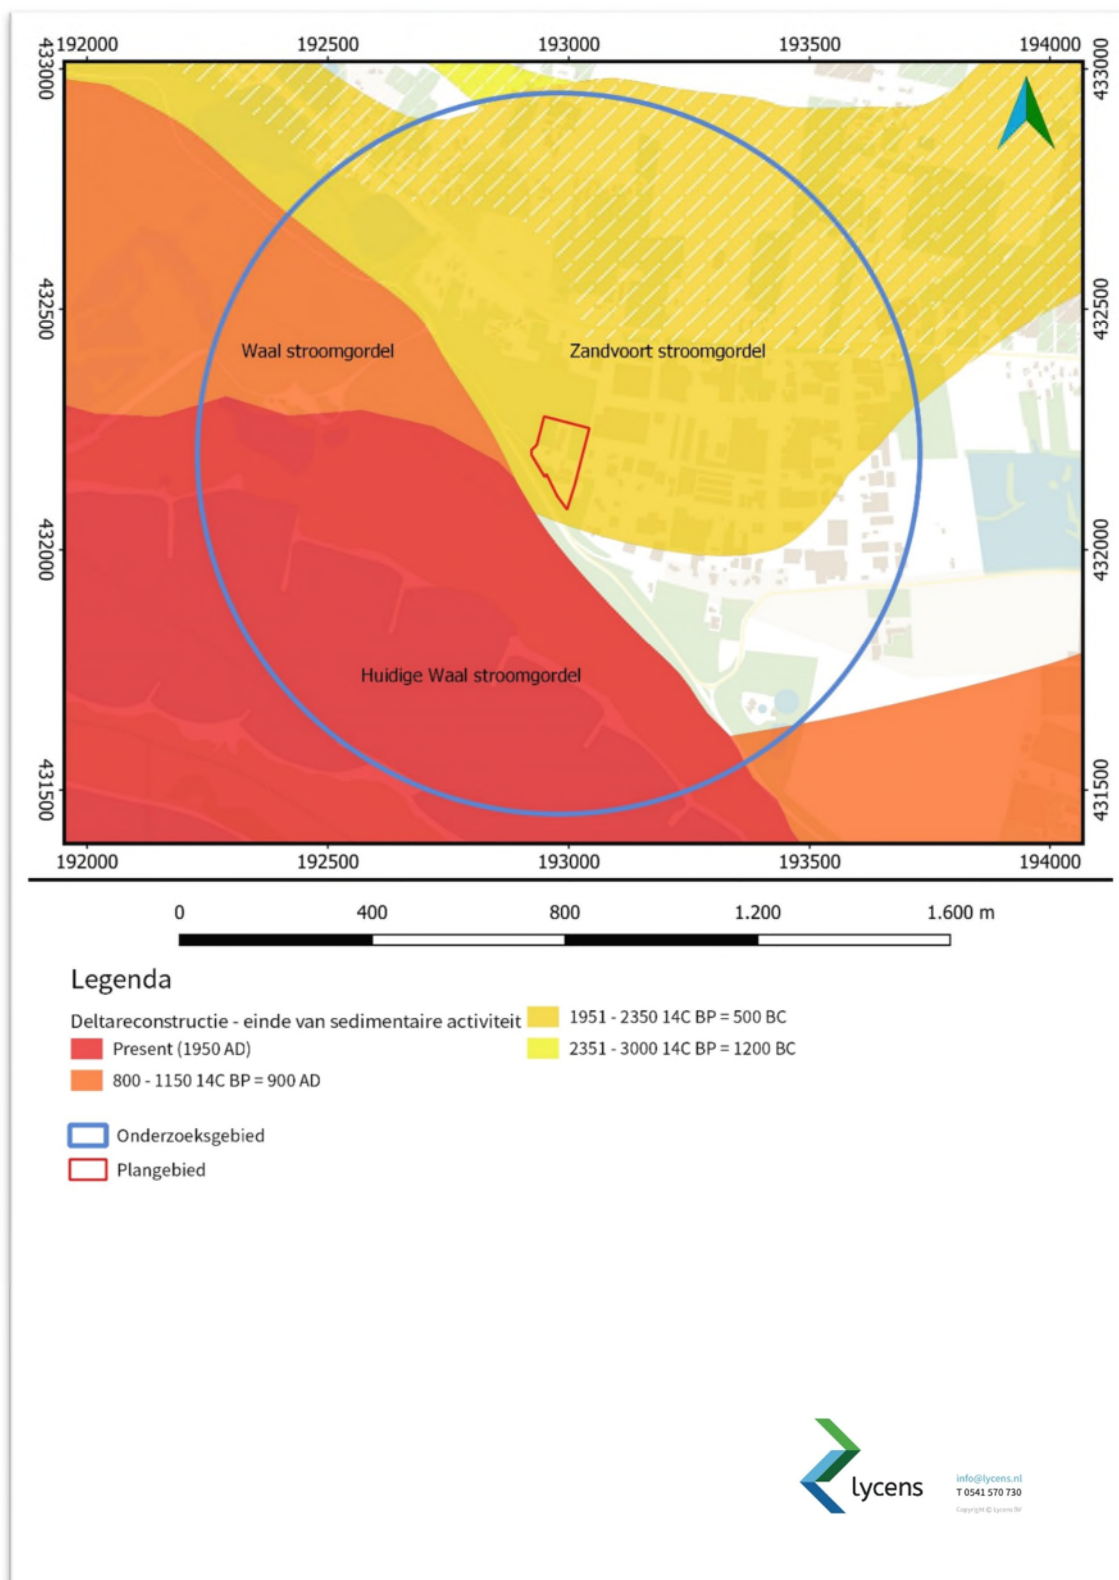 192000 192500 193000 193500 194000
433000 433000
432500 432500
Waal stroomgordel Zandvoort stroomgordel
432000 432000
Huidige Waal stroomgordel
431500 431500
192000 192500 193000 193500 194000
0 400 800 1.200 1.600 m
Legenda
Deltareconstructie - einde van sedimentaire activiteit
Present (1950 AD)
800 - 1150 14C BP = 900 AD
1951 - 2350 14C BP = 500 BC
2351 - 3000 14C BP = 1200 BC
Onderzoeksgebied
Plangebied
lycens
info@lycens.nl
T 0541 570 730
Copyright © Lycens BV